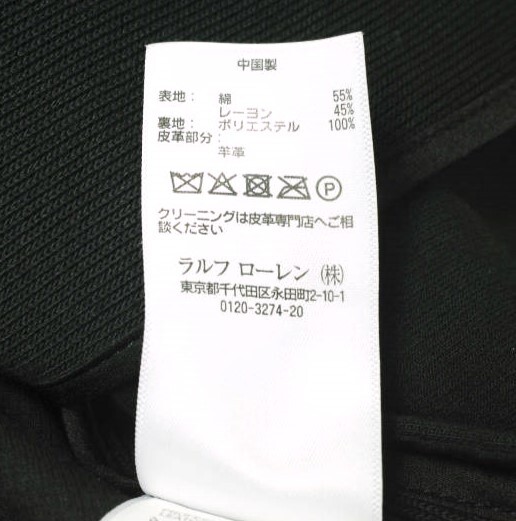 中国製
表地: 綿 55%
レーヨン 45%
裏地: ポリエステル 100%
皮革部分:
羊革
P
クリーニングは皮革専門店へご相
談ください
ラルフ ローレン (株)
東京都千代田区永田町2-10-1
0120-3274-20